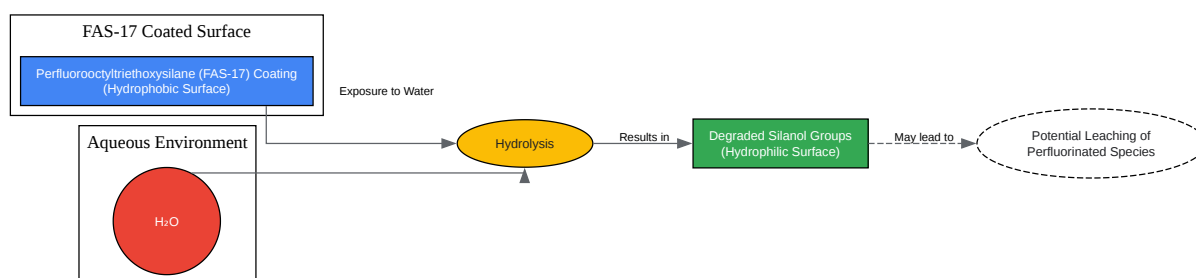 FAS-17 Coated Surface
Perfluorooctyltriethoxysilane (FAS-17) Coating
(Hydrophobic Surface)
Exposure to Water
Aqueous Environment
H₂O
Hydrolysis
Results in
Degraded Silanol Groups
(Hydrophilic Surface)
May lead to
Potential Leaching of
Perfluorinated Species